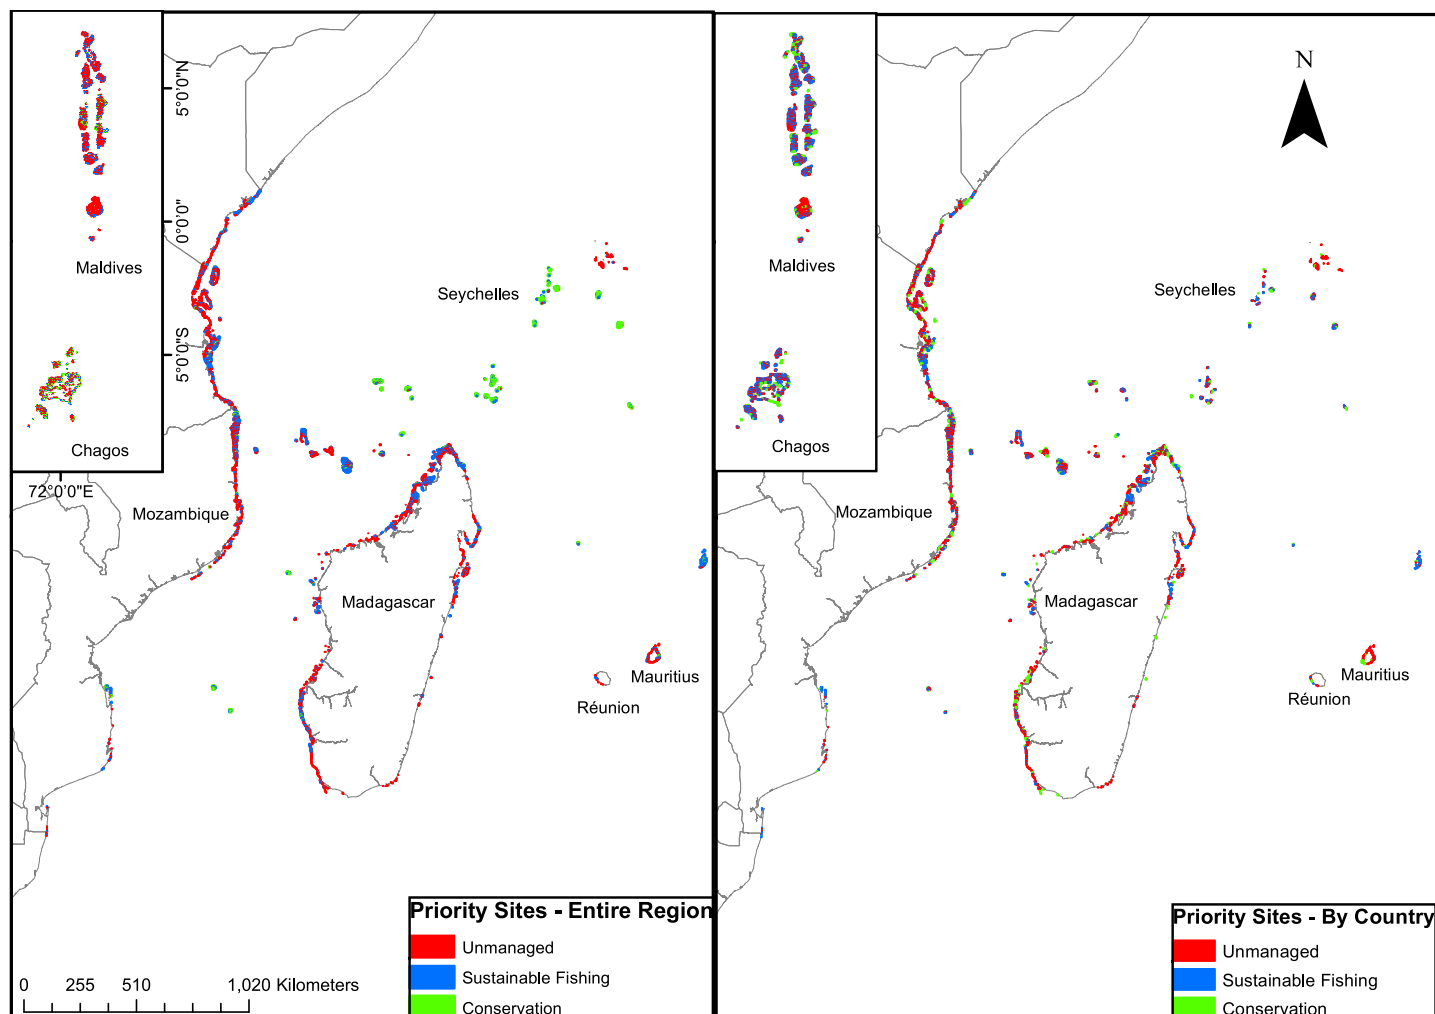 5°0'0"N
0°0'0"
5°0'0"S
72°0'0"E
Maldives
Chagos
Seychelles
Mozambique
Madagascar
Mauritius
Réunion
Priority Sites - Entire Region
Unmanaged
Sustainable Fishing
Conservation
0 255 510 1,020 Kilometers
N
Maldives
Chagos
Seychelles
Mozambique
Madagascar
Mauritius
Réunion
Priority Sites - By Country
Unmanaged
Sustainable Fishing
Conservation